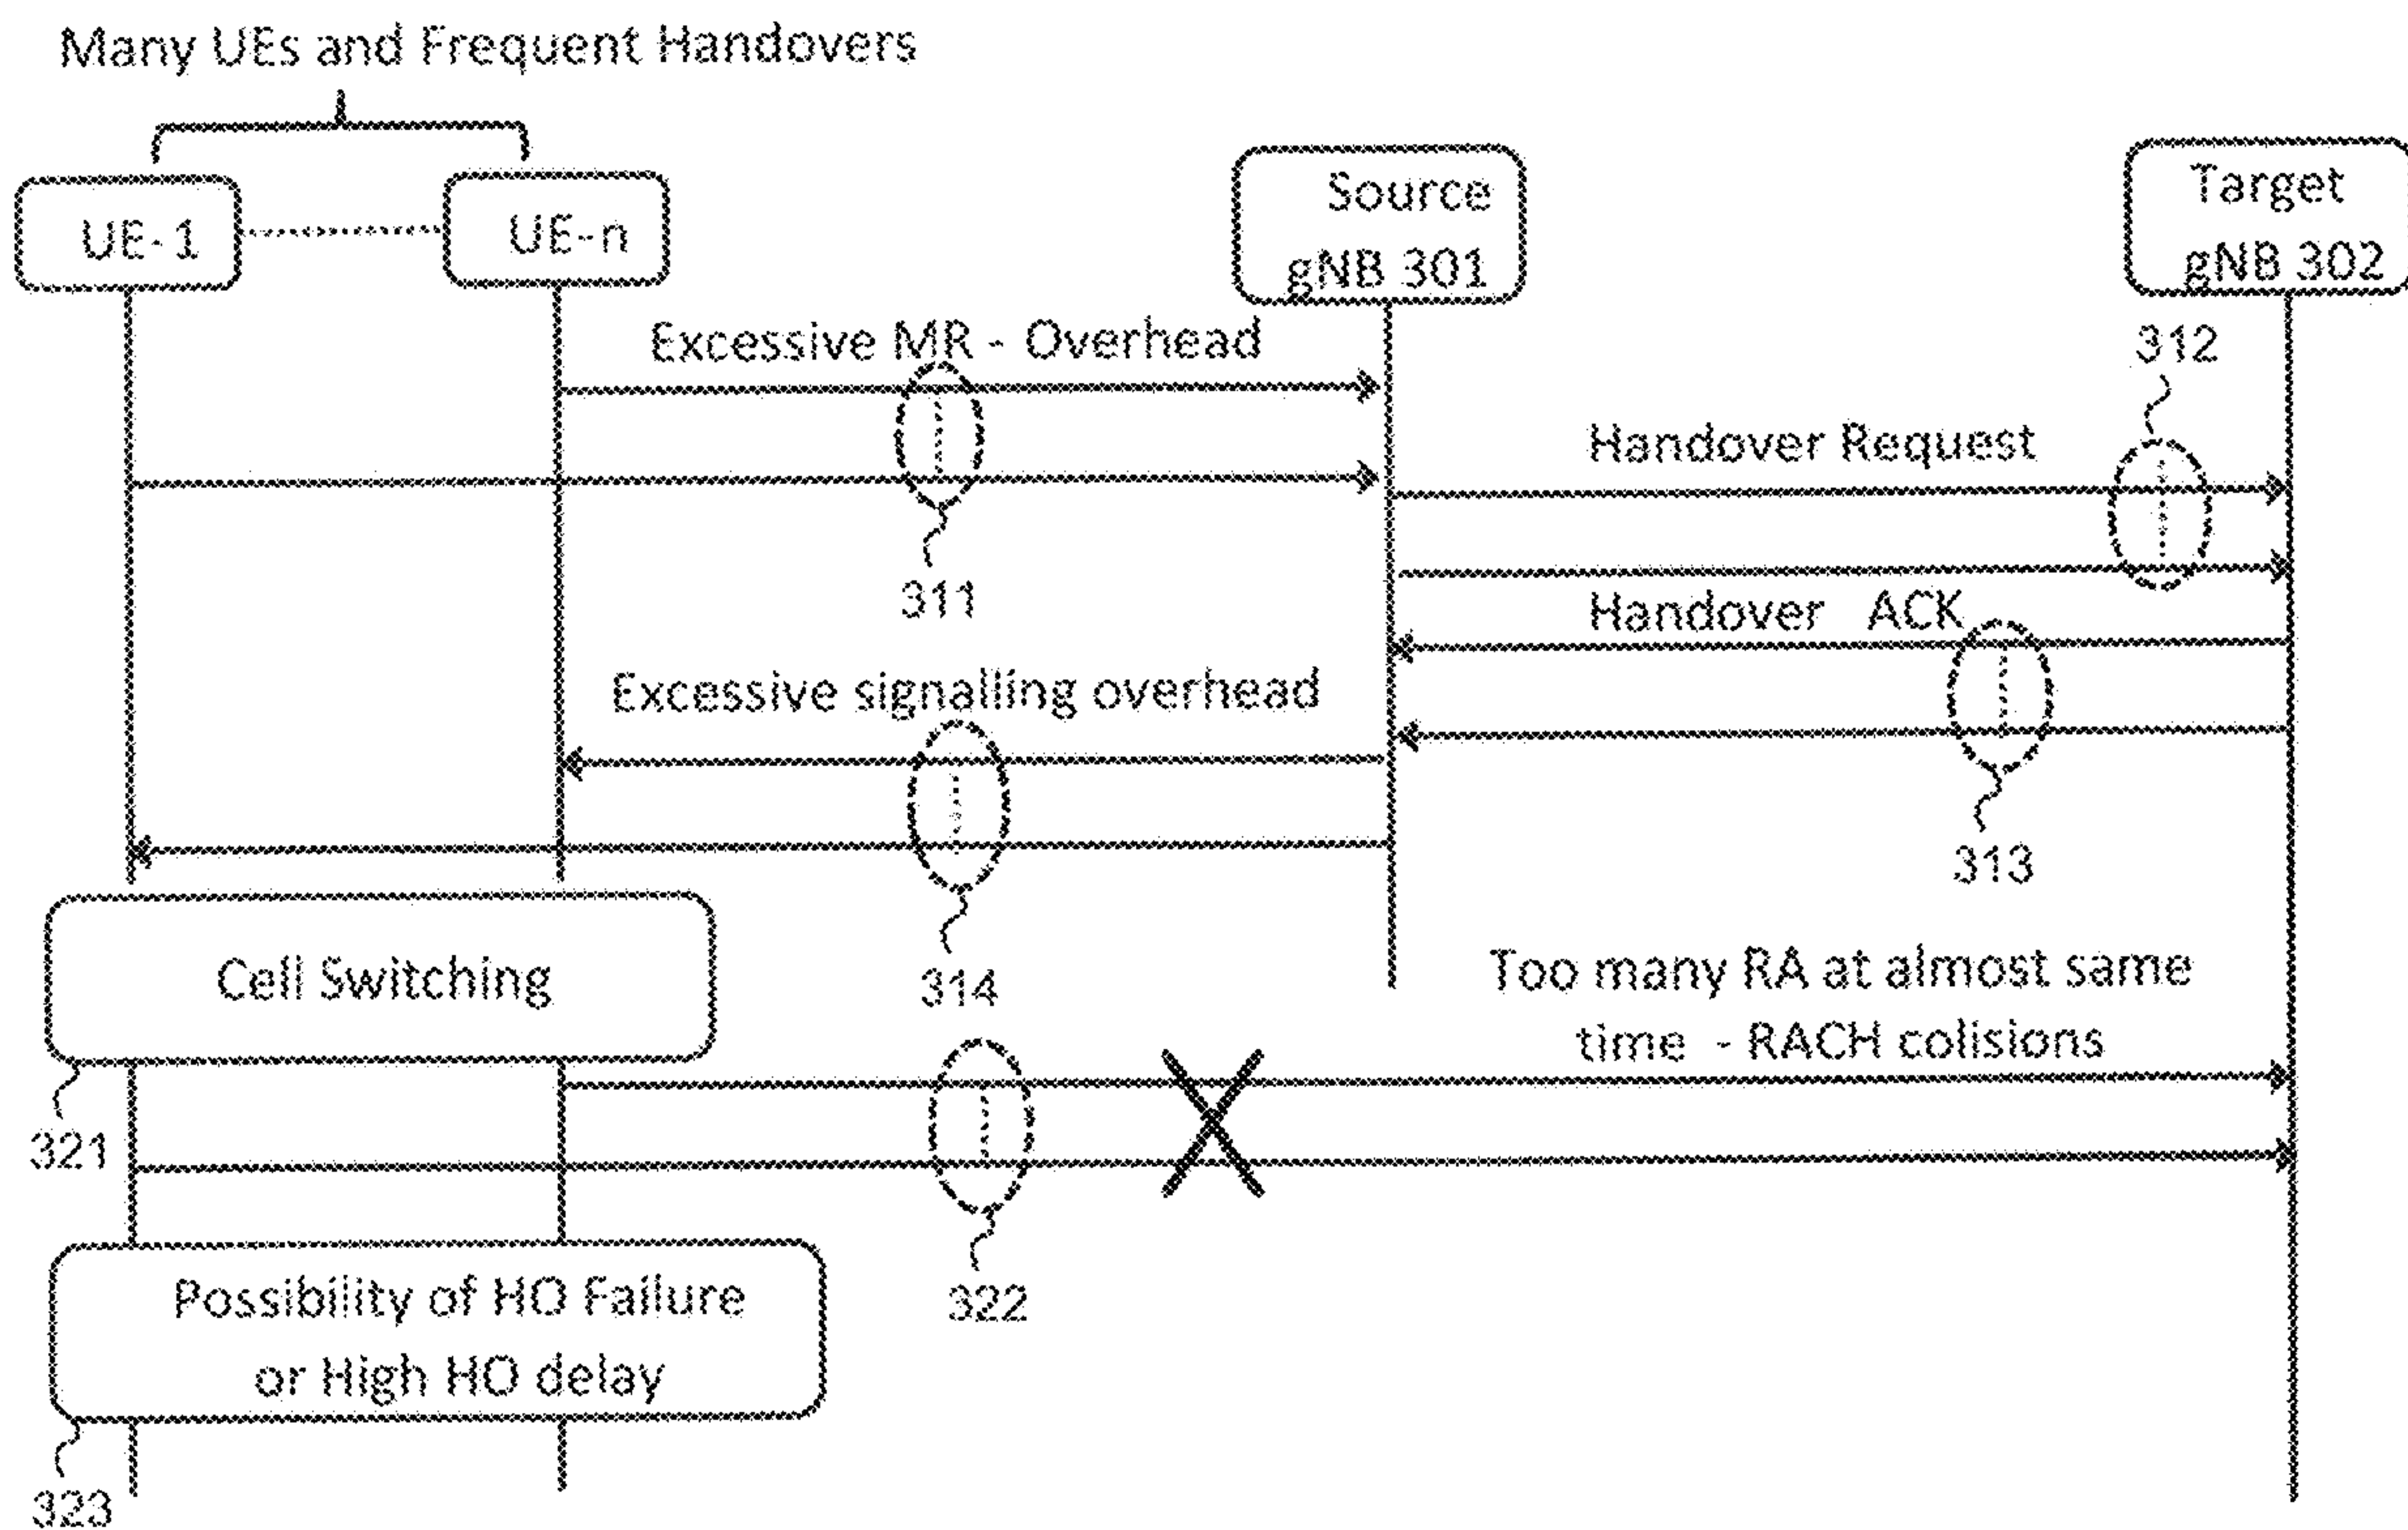 Many UEs and Frequent Handovers
UE-1
UE-n
Source
gNB 301
Target
gNB 302
Excessive MR - Overhead
312
Handover Request
311
Handover ACK
Excessive signalling overhead
313
Cell Switching
314
Too many RA at almost same
time - RACH colisions
321
322
Possibility of HO Failure
or High HO delay
323